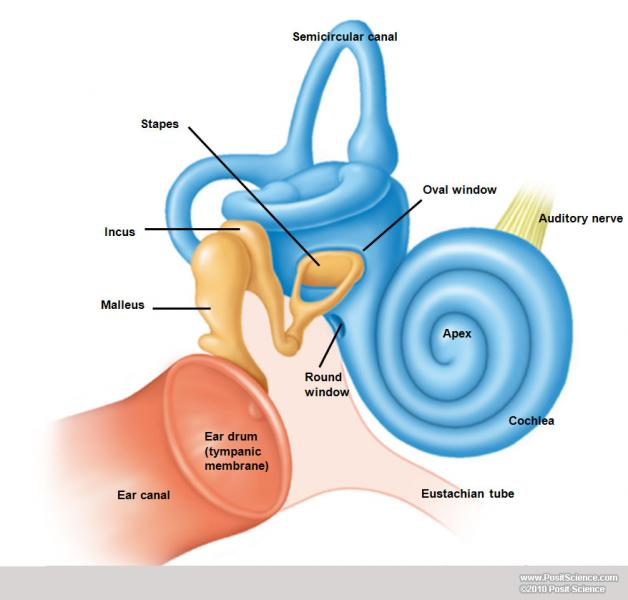 Semicircular canal
Stapes
Oval window
Auditory nerve
Incus
Malleus
Apex
Round
window
Cochlea
Ear drum
(tympanic
membrane)
Ear canal
Eustachian tube
www.PositScience.com
©2010 Posit Science